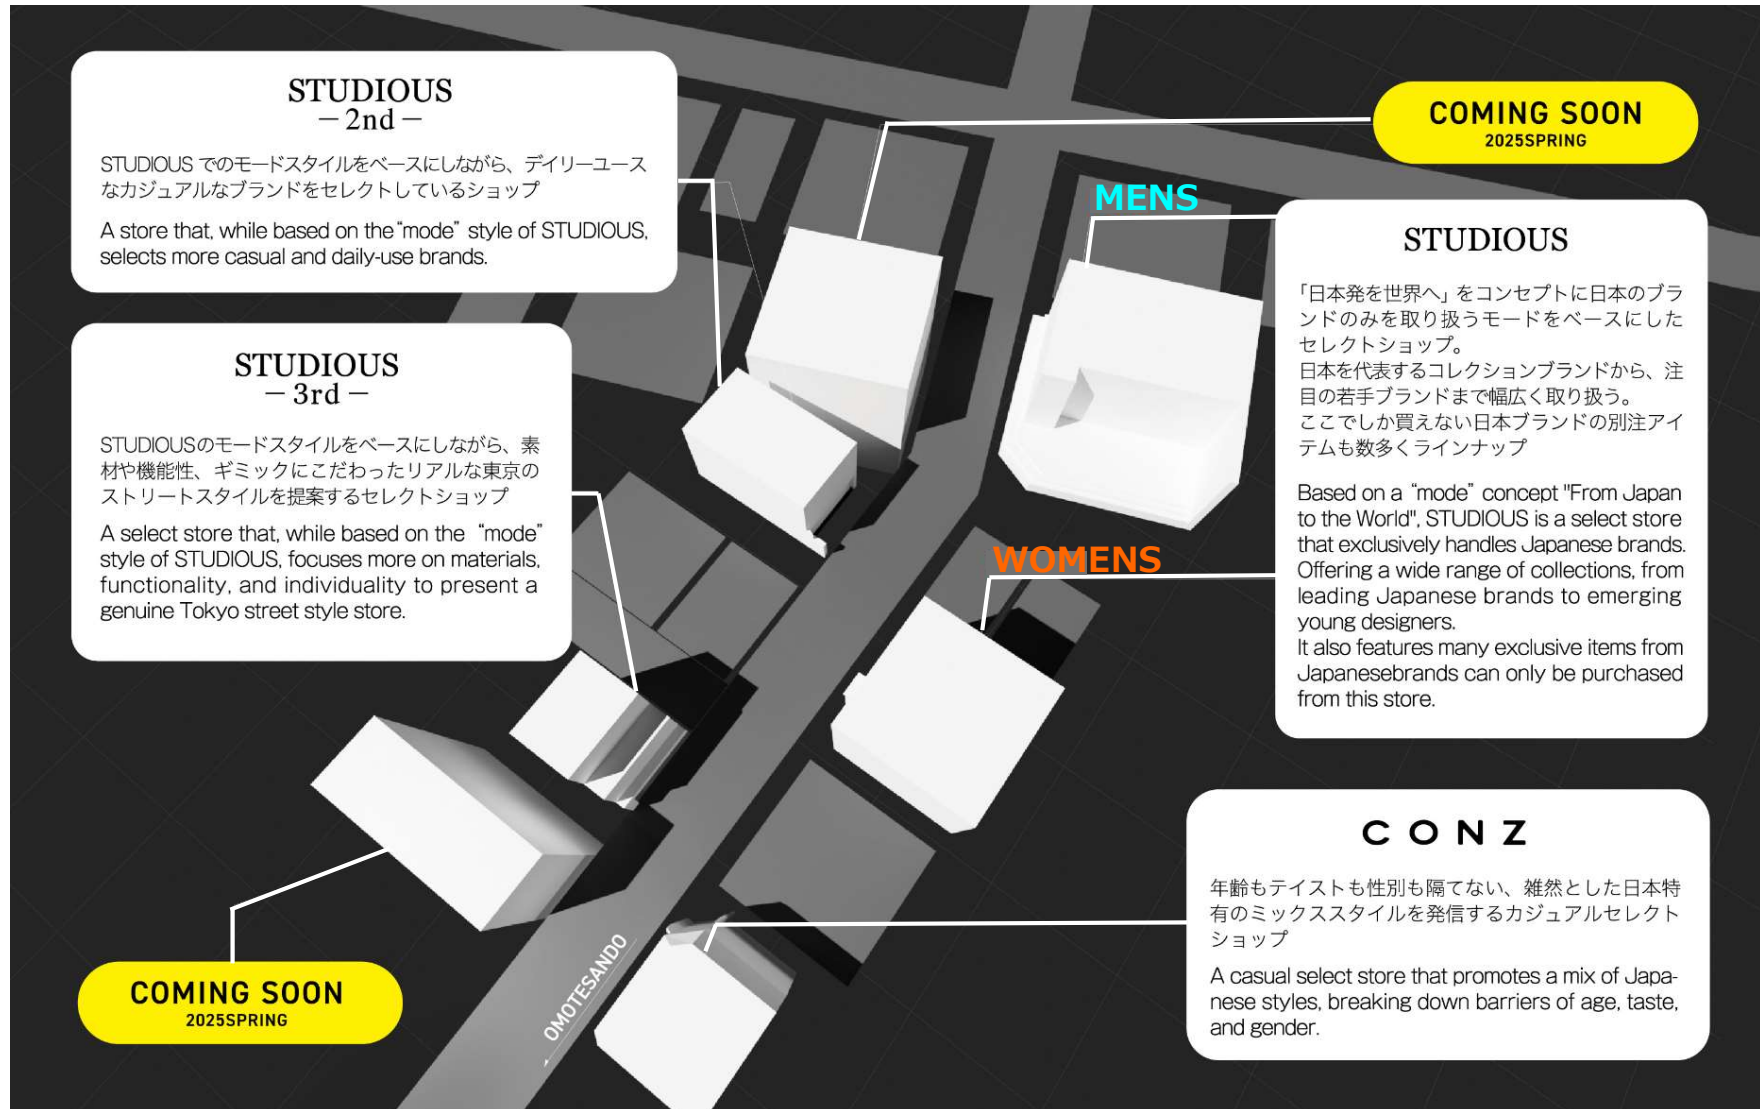 STUDIOUS
— 2nd —
STUDIOUS でのモードスタイルをベースにしながら、デイリーユース
なカジュアルなブランドをセレクトしているショップ
A store that, while based on the “mode” style of STUDIOUS,
selects more casual and daily-use brands.
STUDIOUS
— 3rd —
STUDIOUSのモードスタイルをベースにしながら、素
材や機能性、ギミックにこだわったリアルな東京の
ストリートスタイルを提案するセレクトショップ
A select store that, while based on the “mode”
style of STUDIOUS, focuses more on materials,
functionality, and individuality to present a
genuine Tokyo street style store.
COMING SOON
2025SPRING
OMOTESANDO
COMING SOON
2025SPRING
MENS
WOMENS
STUDIOUS
「日本発を世界へ」をコンセプトに日本のブラ
ンドのみを取り扱うモードをベースにした
セレクトショップ。
日本を代表するコレクションブランドから、注
目の若手ブランドまで幅広く取り扱う。
ここでしか買えない日本ブランドの別注アイ
テムも数多くラインナップ
Based on a “mode” concept "From Japan
to the World", STUDIOUS is a select store
that exclusively handles Japanese brands.
Offering a wide range of collections, from
leading Japanese brands to emerging
young designers.
It also features many exclusive items from
Japanesebrands can only be purchased
from this store.
CONZ
年齢もテイストも性別も隔てない、雑然とした日本特
有のミックススタイルを発信するカジュアルセレクト
ショップ
A casual select store that promotes a mix of Japa-
nese styles, breaking down barriers of age, taste,
and gender.